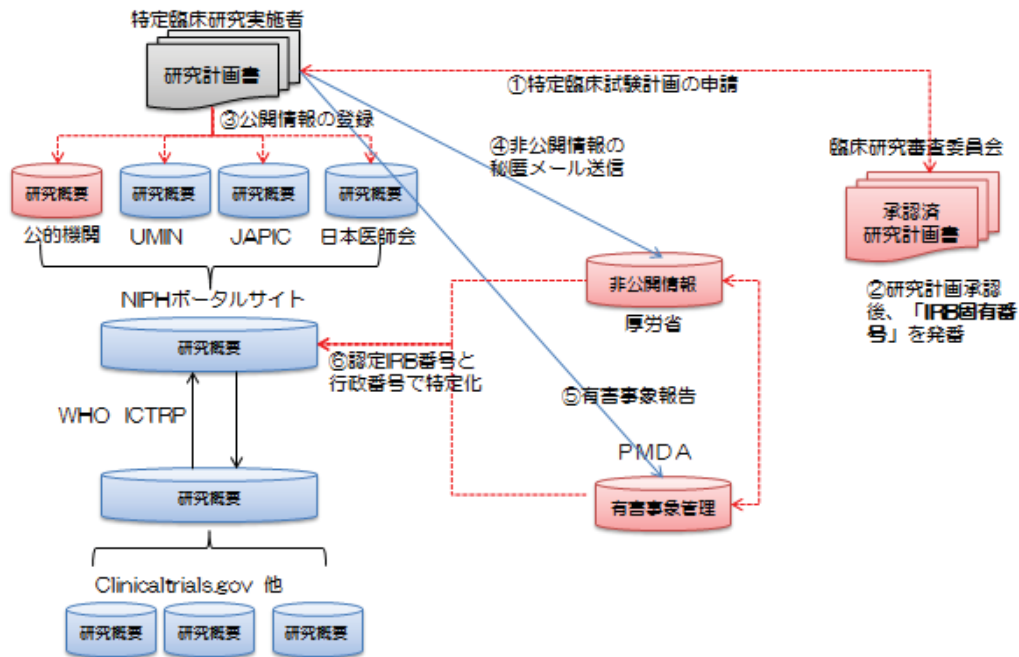 特定臨床研究実施者
研究計画書
①特定臨床試験計画の申請
③公開情報の登録
④非公開情報の
秘匿メール送信
臨床研究審査委員会
承認済
研究計画書
②研究計画承認
後、「IRB固有番
号」を発番
研究概要
研究概要
研究概要
研究概要
公的機関
UMIN
JAPIC
日本医師会
NIPHポータルサイト
研究概要
非公開情報
厚労省
⑥認定IRB番号と
行政番号で特定化
⑤有害事象報告
WHO ICTRP
PMDA
有害事象管理
研究概要
Clinicaltrials.gov 他
研究概要
研究概要
研究概要